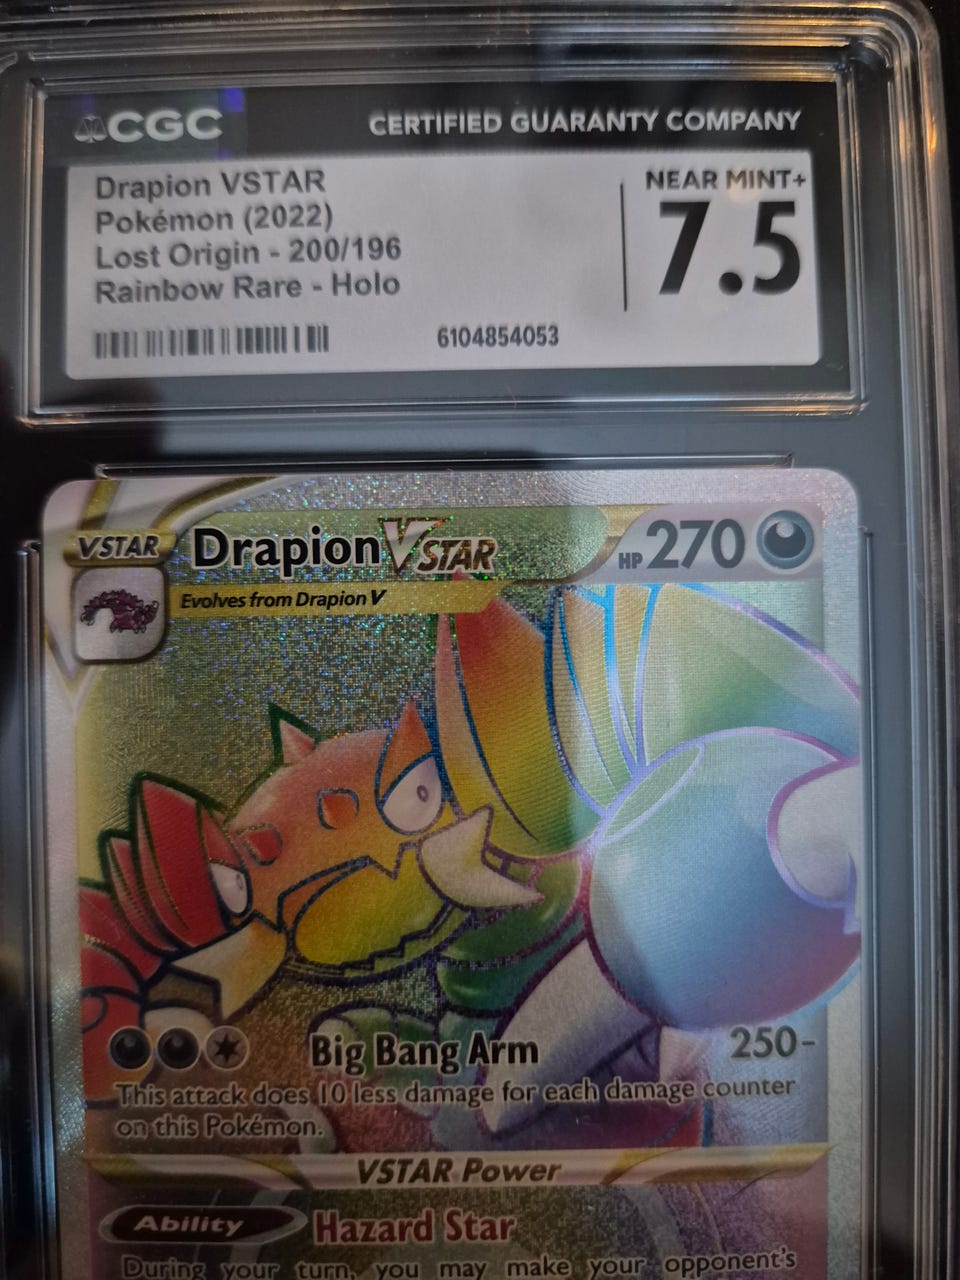 CGC
CERTIFIED GUARANTY COMPANY
Drapion VSTAR
Pokémon (2022)
Lost Origin - 200/196
Rainbow Rare - Holo
6104854053
NEAR MINT+
7.5
VSTAR
Drapion VSTAR
HP 270
Evolves from Drapion V
Big Bang Arm 250-
This attack does 10 less damage for each damage counter
on this Pokémon.
VSTAR Power
Ability Hazard Star
During your turn, you may make your opponent's